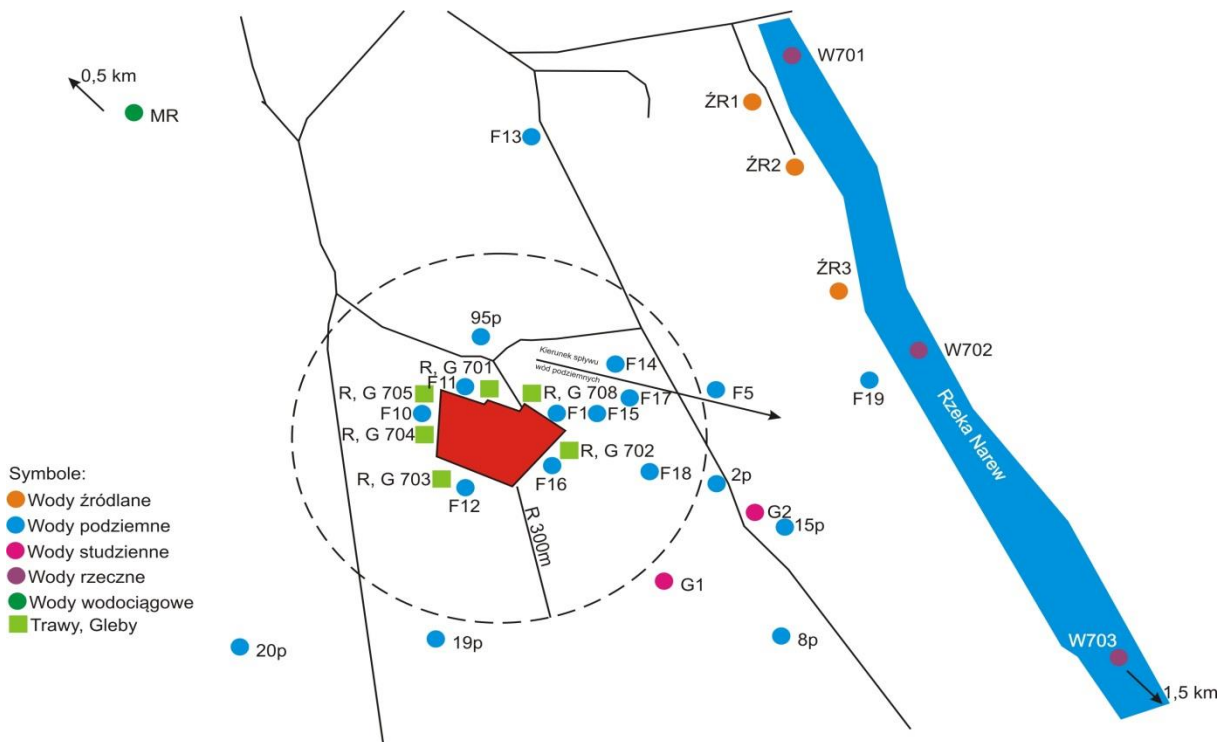 0,5 km
MR
W701
ŹR1
F13
ŹR2
ŹR3
95p
Kierunek spływu
wód podziemnych
F14
W702
R, G 701
F11
R, G 705
R, G 708
F17
F5
F19
F10
F1
F15
Rzeka Narew
R, G 704
R, G 702
F16
F18
2p
R, G 703
F12
G2
15p
R 300m
G1
Symbole:
Wody źródlane
Wody podziemne
Wody studzienne
Wody rzeczne
Wody wodociągowe
Trawy, Gleby
20p
19p
8p
W703
1,5 km